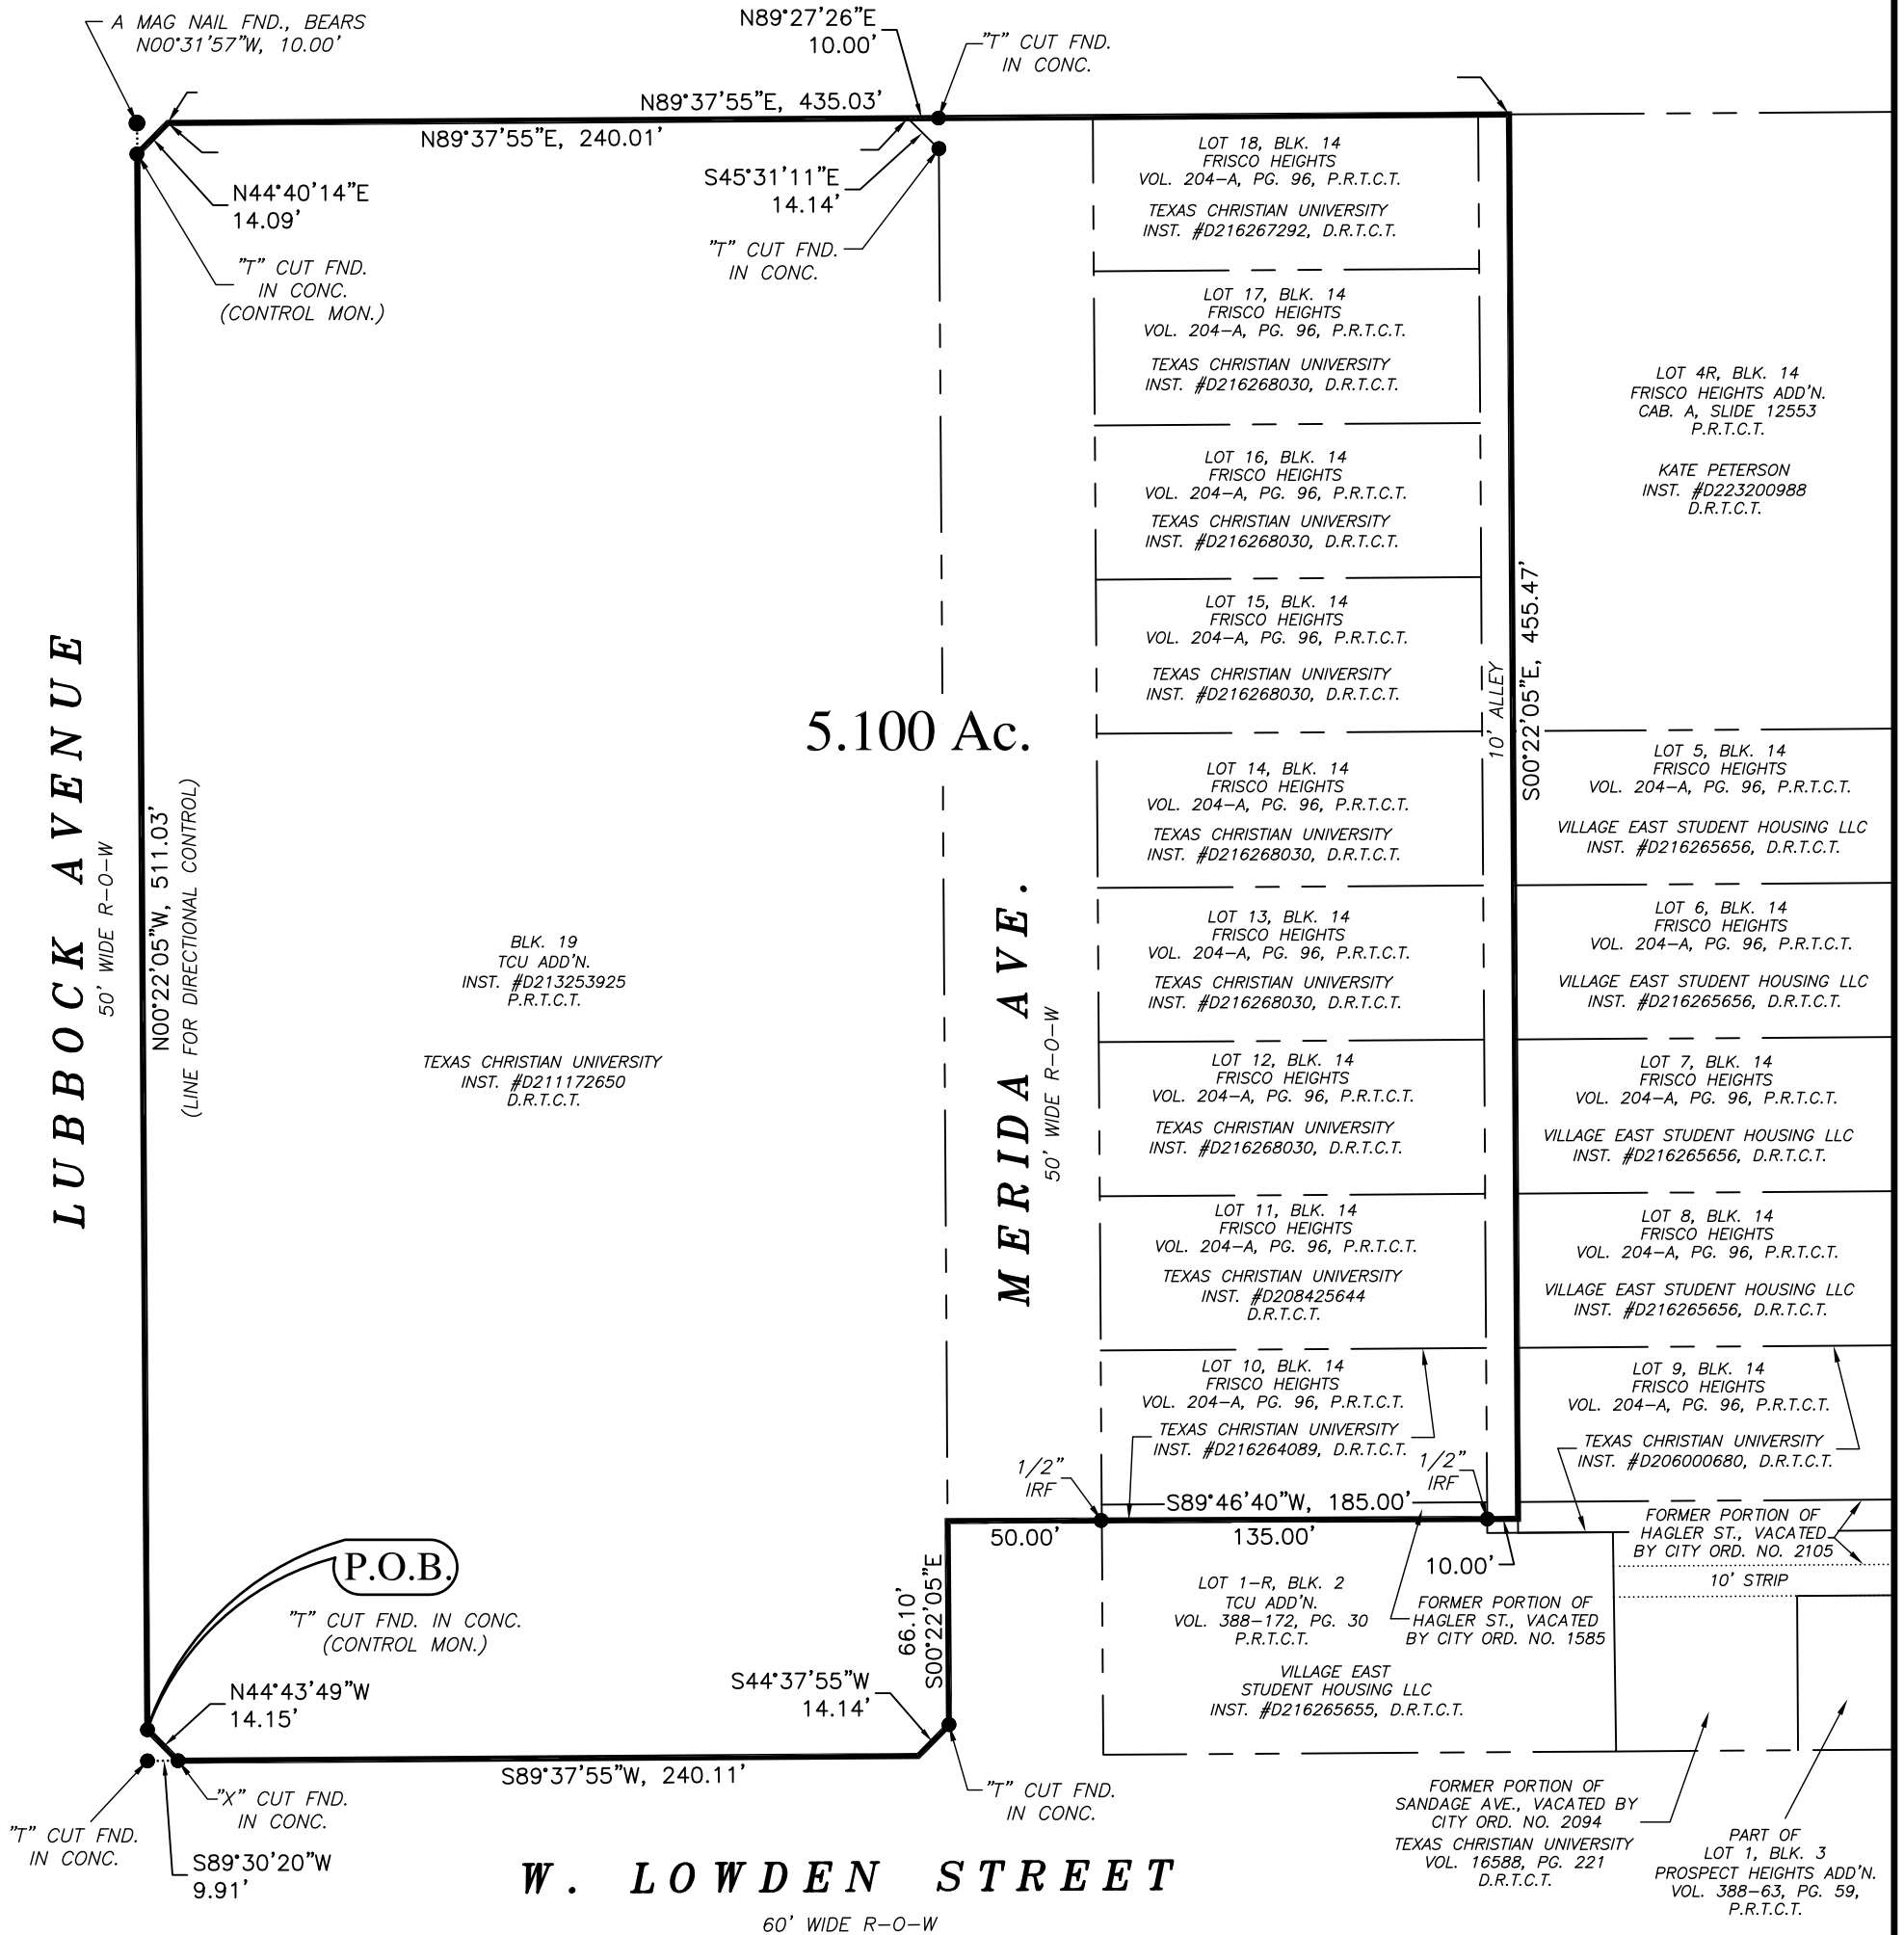 A MAG NAIL FND., BEARS
N00°31'57"W, 10.00'
N89°27'26"E
10.00'
"T" CUT FND.
IN CONC.
N89°37'55"E, 435.03'
N89°37'55"E, 240.01'
N44°40'14"E
14.09'
"T" CUT FND.
IN CONC.
(CONTROL MON.)
S45°31'11"E
14.14'
"T" CUT FND.
IN CONC.
LOT 18, BLK. 14
FRISCO HEIGHTS
VOL. 204-A, PG. 96, P.R.T.C.T.
TEXAS CHRISTIAN UNIVERSITY
INST. #D216267292, D.R.T.C.T.
LOT 17, BLK. 14
FRISCO HEIGHTS
VOL. 204-A, PG. 96, P.R.T.C.T.
TEXAS CHRISTIAN UNIVERSITY
INST. #D216268030, D.R.T.C.T.
LOT 16, BLK. 14
FRISCO HEIGHTS
VOL. 204-A, PG. 96, P.R.T.C.T.
TEXAS CHRISTIAN UNIVERSITY
INST. #D216268030, D.R.T.C.T.
LOT 15, BLK. 14
FRISCO HEIGHTS
VOL. 204-A, PG. 96, P.R.T.C.T.
TEXAS CHRISTIAN UNIVERSITY
INST. #D216268030, D.R.T.C.T.
LOT 14, BLK. 14
FRISCO HEIGHTS
VOL. 204-A, PG. 96, P.R.T.C.T.
TEXAS CHRISTIAN UNIVERSITY
INST. #D216268030, D.R.T.C.T.
LOT 13, BLK. 14
FRISCO HEIGHTS
VOL. 204-A, PG. 96, P.R.T.C.T.
TEXAS CHRISTIAN UNIVERSITY
INST. #D216268030, D.R.T.C.T.
LOT 12, BLK. 14
FRISCO HEIGHTS
VOL. 204-A, PG. 96, P.R.T.C.T.
TEXAS CHRISTIAN UNIVERSITY
INST. #D216268030, D.R.T.C.T.
LOT 11, BLK. 14
FRISCO HEIGHTS
VOL. 204-A, PG. 96, P.R.T.C.T.
TEXAS CHRISTIAN UNIVERSITY
INST. #D208425644
D.R.T.C.T.
LOT 10, BLK. 14
FRISCO HEIGHTS
VOL. 204-A, PG. 96, P.R.T.C.T.
TEXAS CHRISTIAN UNIVERSITY
INST. #D216264089, D.R.T.C.T.
10' ALLEY
S00°22'05"E, 455.47'
LOT 4R, BLK. 14
FRISCO HEIGHTS ADD'N.
CAB. A, SLIDE 12553
P.R.T.C.T.
KATE PETERSON
INST. #D223200988
D.R.T.C.T.
LOT 5, BLK. 14
FRISCO HEIGHTS
VOL. 204-A, PG. 96, P.R.T.C.T.
VILLAGE EAST STUDENT HOUSING LLC
INST. #D216265656, D.R.T.C.T.
LOT 6, BLK. 14
FRISCO HEIGHTS
VOL. 204-A, PG. 96, P.R.T.C.T.
VILLAGE EAST STUDENT HOUSING LLC
INST. #D216265656, D.R.T.C.T.
LOT 7, BLK. 14
FRISCO HEIGHTS
VOL. 204-A, PG. 96, P.R.T.C.T.
VILLAGE EAST STUDENT HOUSING LLC
INST. #D216265656, D.R.T.C.T.
LOT 8, BLK. 14
FRISCO HEIGHTS
VOL. 204-A, PG. 96, P.R.T.C.T.
VILLAGE EAST STUDENT HOUSING LLC
INST. #D216265656, D.R.T.C.T.
LOT 9, BLK. 14
FRISCO HEIGHTS
VOL. 204-A, PG. 96, P.R.T.C.T.
TEXAS CHRISTIAN UNIVERSITY
INST. #D206000680, D.R.T.C.T.
5.100 Ac.
LUBBOCK AVENUE
50' WIDE R-O-W
N00°22'05"W, 511.03'
(LINE FOR DIRECTIONAL CONTROL)
BLK. 19
TCU ADD'N.
INST. #D213253925
P.R.T.C.T.
TEXAS CHRISTIAN UNIVERSITY
INST. #D211172650
D.R.T.C.T.
MERIDA AVE.
50' WIDE R-O-W
1/2"
IRF
1/2"
IRF
S89°46'40"W, 185.00'
50.00'
135.00'
10.00'
FORMER PORTION OF
HAGLER ST., VACATED
BY CITY ORD. NO. 2105
10' STRIP
FORMER PORTION OF
HAGLER ST., VACATED
BY CITY ORD. NO. 1585
LOT 1-R, BLK. 2
TCU ADD'N.
VOL. 388-172, PG. 30
P.R.T.C.T.
VILLAGE EAST
STUDENT HOUSING LLC
INST. #D216265655, D.R.T.C.T.
66.10'
S00°22'05"E
P.O.B.
"T" CUT FND. IN CONC.
(CONTROL MON.)
N44°43'49"W
14.15'
S44°37'55"W
14.14'
S89°37'55"W, 240.11'
"X" CUT FND.
IN CONC.
"T" CUT FND.
IN CONC.
S89°30'20"W
9.91'
"T" CUT FND.
IN CONC.
FORMER PORTION OF
SANDAGE AVE., VACATED BY
CITY ORD. NO. 2094
TEXAS CHRISTIAN UNIVERSITY
VOL. 16588, PG. 221
D.R.T.C.T.
PART OF
LOT 1, BLK. 3
PROSPECT HEIGHTS ADD'N.
VOL. 388-63, PG. 59,
P.R.T.C.T.
W. LOWDEN STREET
60' WIDE R-O-W